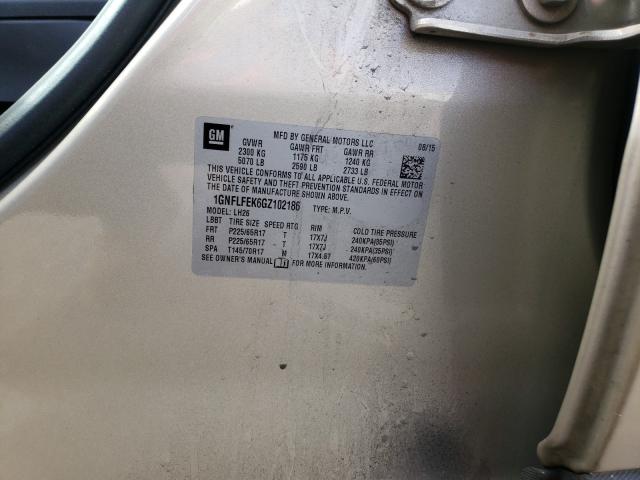 GM
MFD BY GENERAL MOTORS LLC 08/15
GVWR GAWR FRT GAWR RR
2300 KG 1175 KG 1240 KG
5070 LB 2590 LB 2733 LB
THIS VEHICLE CONFORMS TO ALL APPLICABLE U.S. FEDERAL MOTOR
VEHICLE SAFETY AND THEFT PREVENTION STANDARDS IN EFFECT ON
THE DATE OF MANUFACTURE SHOWN ABOVE.
1GNFLFEK6GZ102186 TYPE: M.P.V.
MODEL: LH26
LBBT TIRE SIZE SPEED RTG RIM COLD TIRE PRESSURE
FRT P225/65R17 T 17X7J 240KPA(35PSI)
RR P225/65R17 T 17X7J 240KPA(35PSI)
SPA T145/70R17 M 17X4.67 420KPA(60PSI)
SEE OWNER'S MANUAL FOR MORE INFORMATION.